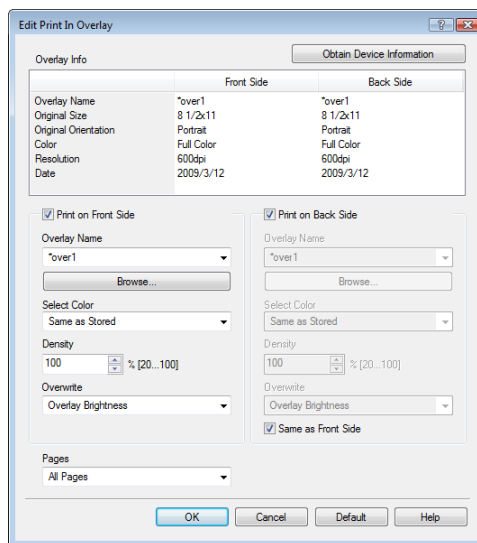 Edit Print In Overlay
Overlay Info
Obtain Device Information
Front Side Back Side
Overlay Name *over1 *over1
Original Size 8 1/2x11 8 1/2x11
Original Orientation Portrait Portrait
Color Full Color Full Color
Resolution 600dpi 600dpi
Date 2009/3/12 2009/3/12
Print on Front Side
Overlay Name
*over1
Browse...
Select Color
Same as Stored
Density
100 % [20...100]
Overwrite
Overlay Brightness
Print on Back Side
Overlay Name
*over1
Browse...
Select Color
Same as Stored
Density
100 % [20...100]
Overwrite
Overlay Brightness
Same as Front Side
Pages
All Pages
OK Cancel Default Help